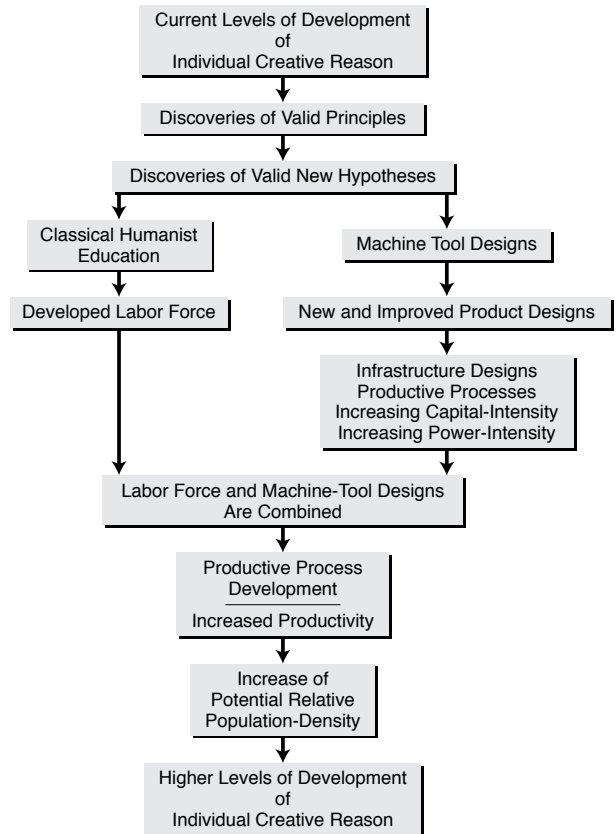 Current Levels of Development
of
Individual Creative Reason
Discoveries of Valid Principles
Discoveries of Valid New Hypotheses
Classical Humanist
Education
Developed Labor Force
Machine Tool Designs
New and Improved Product Designs
Infrastructure Designs
Productive Processes
Increasing Capital-Intensity
Increasing Power-Intensity
Labor Force and Machine-Tool Designs
Are Combined
Productive Process
Development
Increased Productivity
Increase of
Potential Relative
Population-Density
Higher Levels of Development
of
Individual Creative Reason